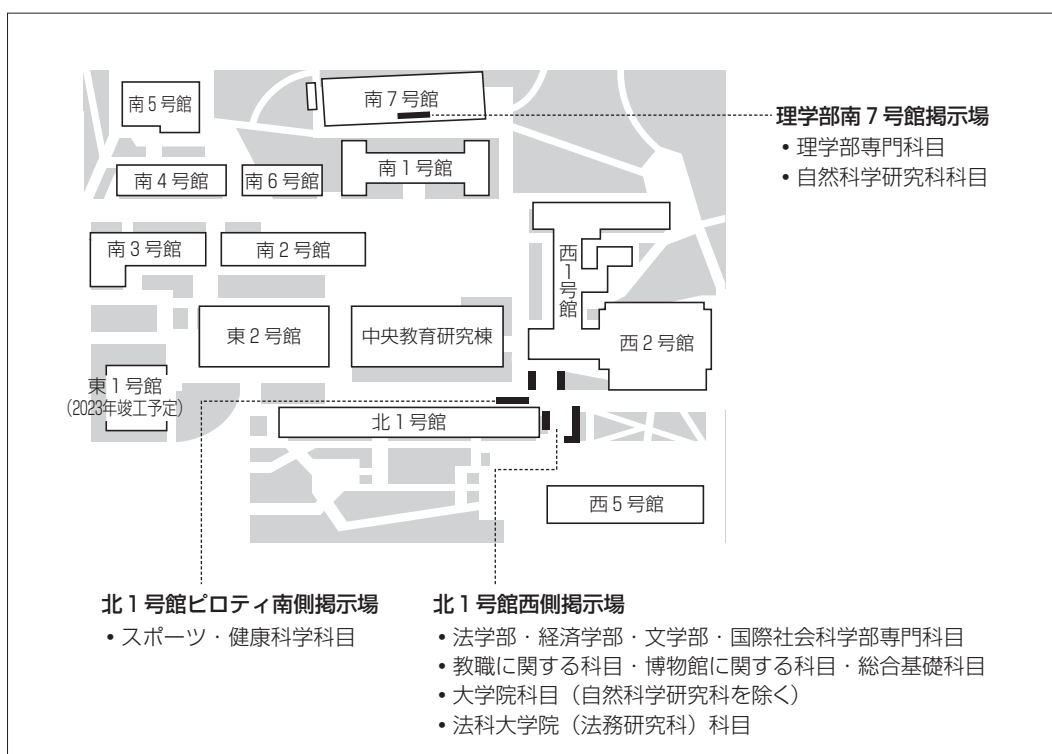 南5号館
南7号館
南4号館
南6号館
南1号館
南3号館
南2号館
西1号館
東2号館
中央教育研究棟
西2号館
東1号館
(2023年竣工予定)
北1号館
西5号館
理学部南7号館掲示場
• 理学部専門科目
• 自然科学研究科科目
北1号館ピロティ南側掲示場
• スポーツ・健康科学科目
北1号館西側掲示場
• 法学部・経済学部・文学部・国際社会科学部専門科目
• 教職に関する科目・博物館に関する科目・総合基礎科目
• 大学院科目（自然科学研究科を除く）
• 法科大学院（法務研究科）科目